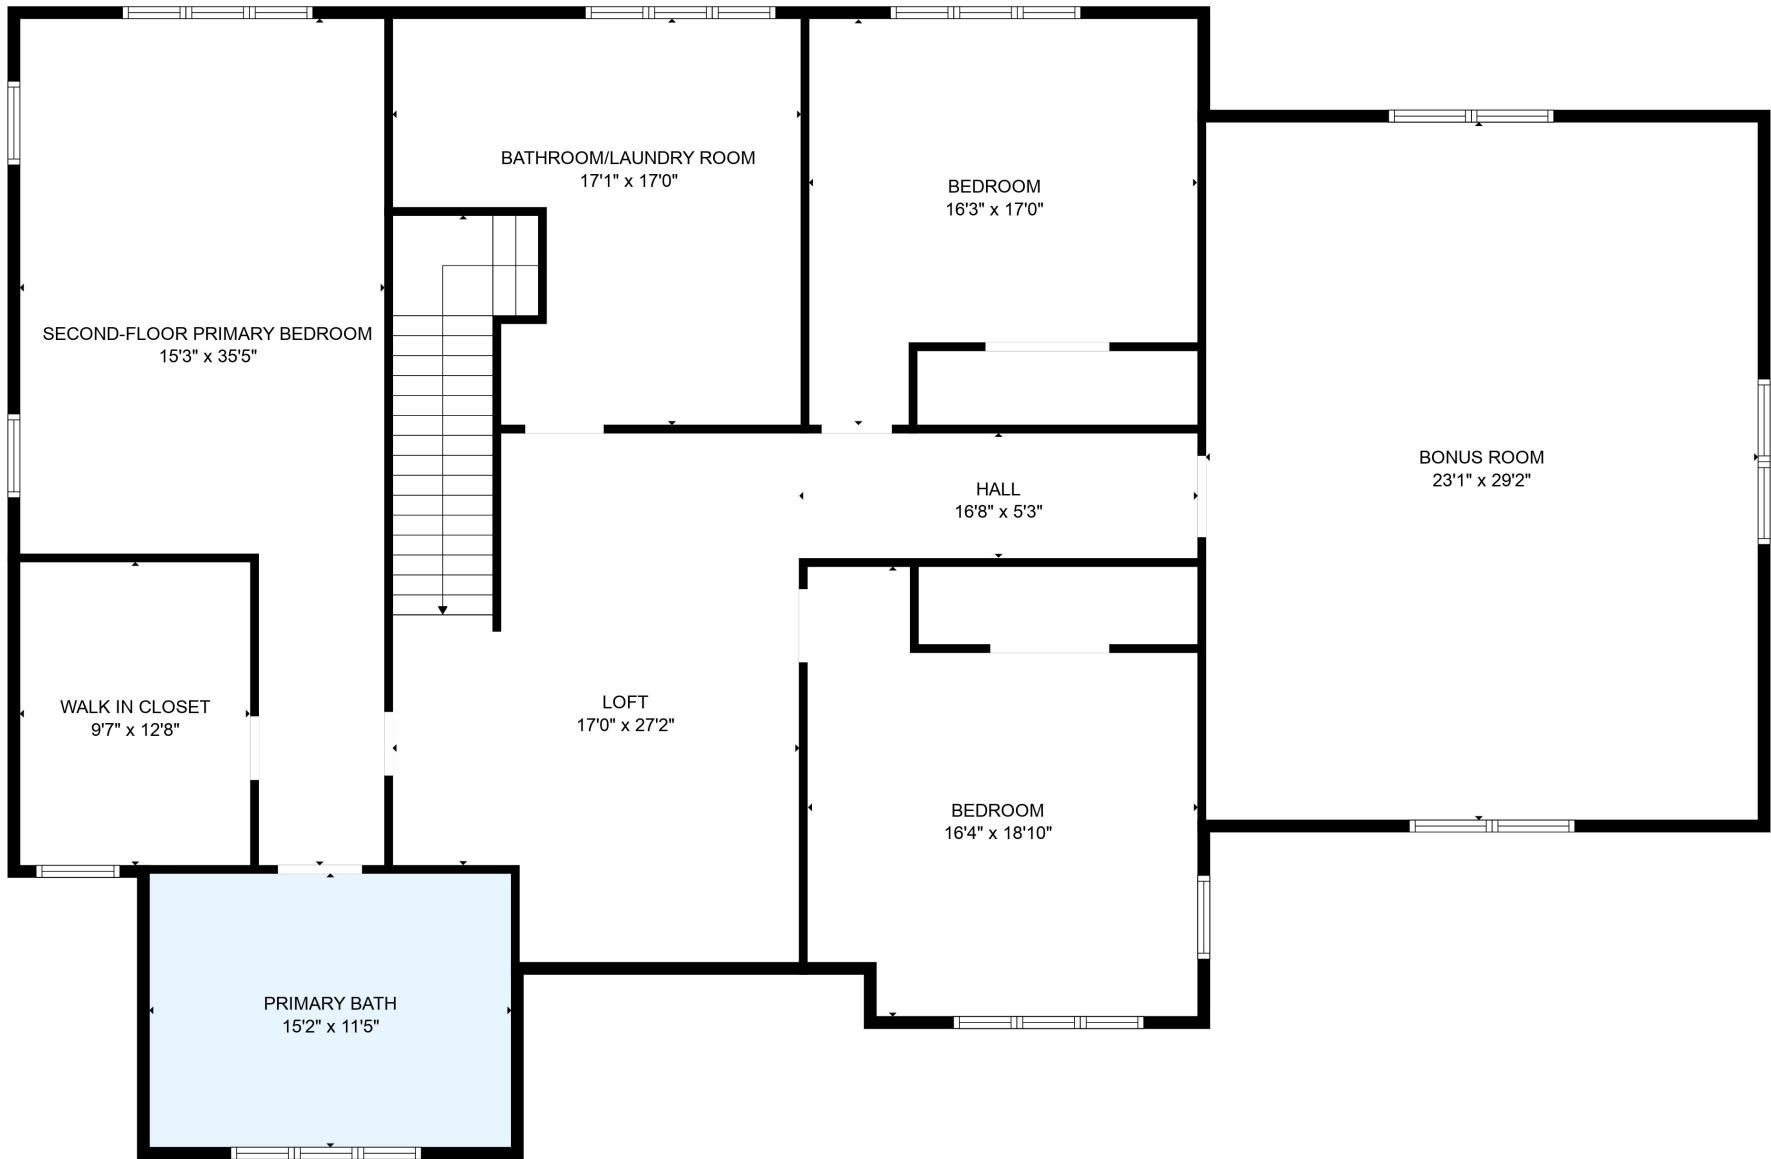 BATHROOM/LAUNDRY ROOM
17'1" x 17'0"
BEDROOM
16'3" x 17'0"
SECOND-FLOOR PRIMARY BEDROOM
15'3" x 35'5"
BONUS ROOM
23'1" x 29'2"
HALL
16'8" x 5'3"
WALK IN CLOSET
9'7" x 12'8"
LOFT
17'0" x 27'2"
BEDROOM
16'4" x 18'10"
PRIMARY BATH
15'2" x 11'5"